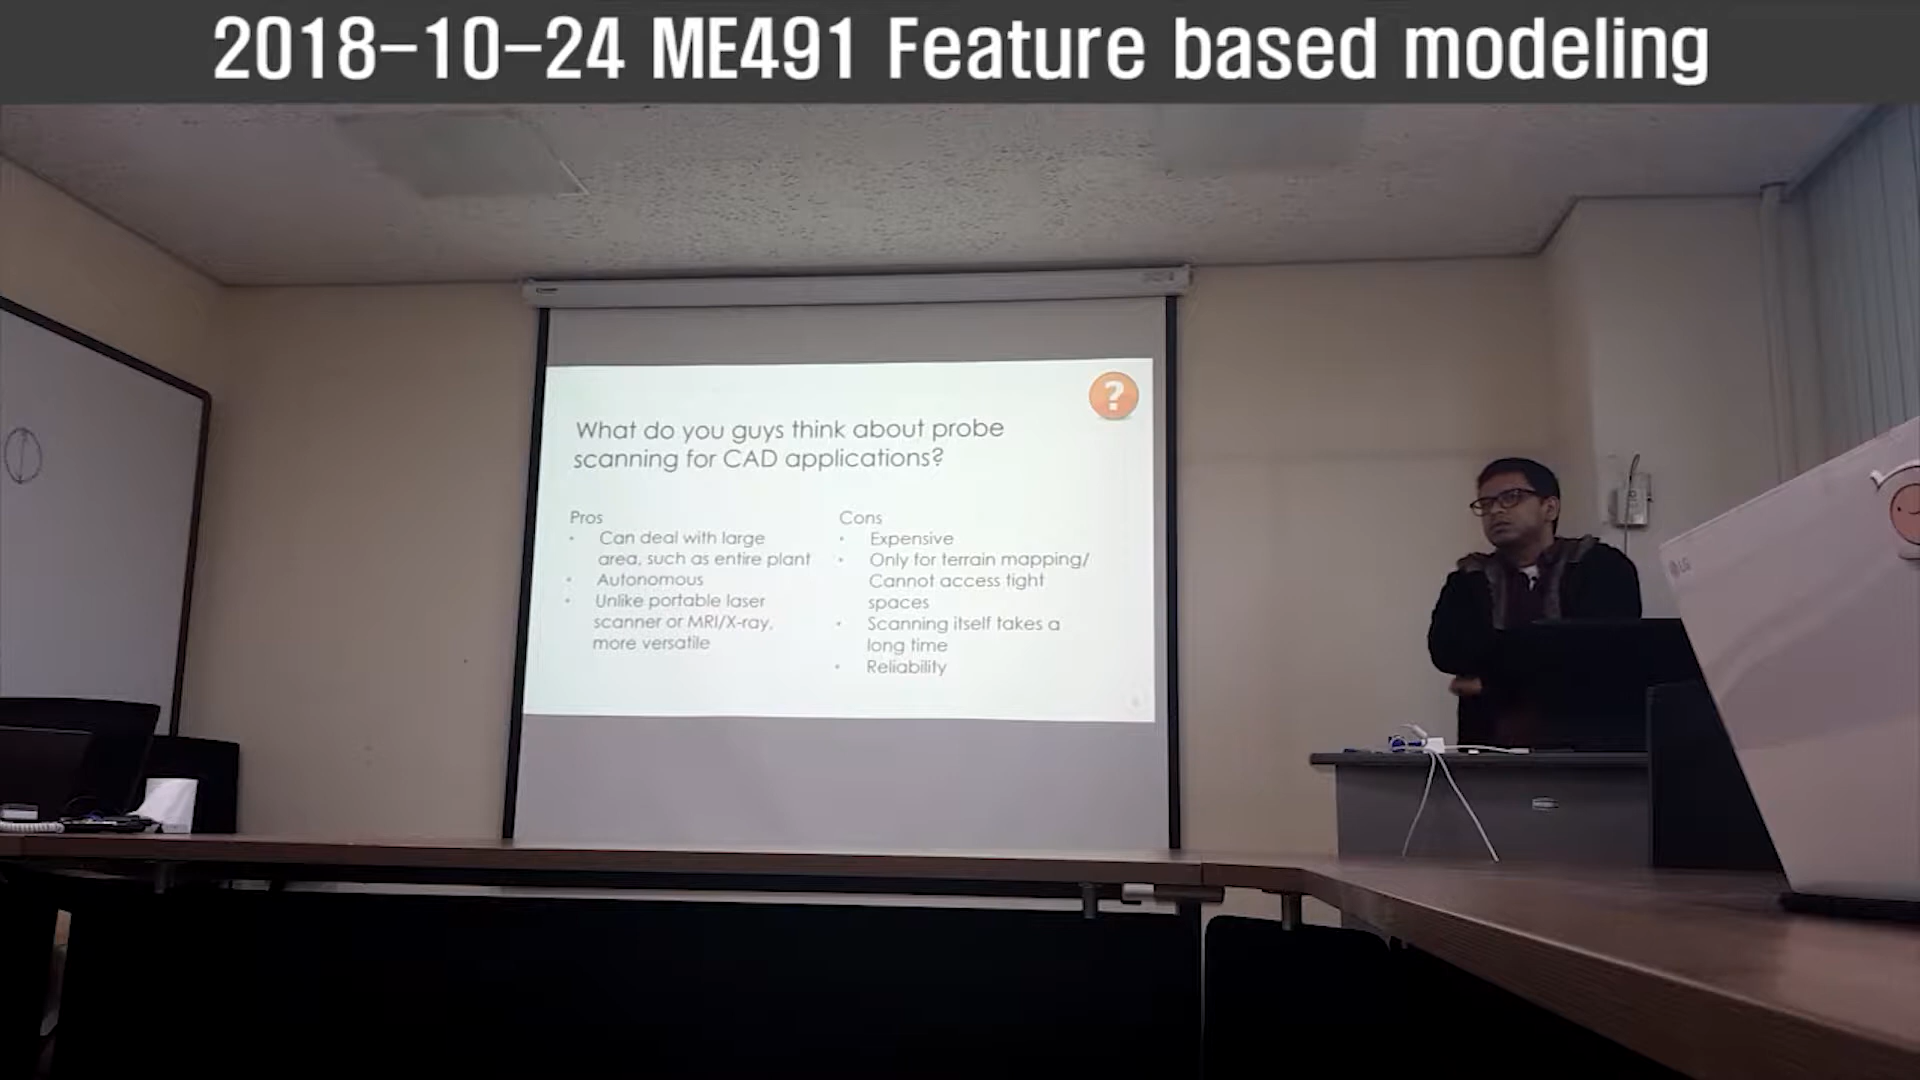 2018-10-24 ME491 Feature based modeling
?
What do you guys think about probe
scanning for CAD applications?
Pros
• Can deal with large
area, such as entire plant
• Autonomous
• Unlike portable laser
scanner or MRI/X-ray,
more versatile
Cons
• Expensive
• Only for terrain mapping/
Cannot access tight
spaces
• Scanning itself takes a
long time
• Reliability
LG